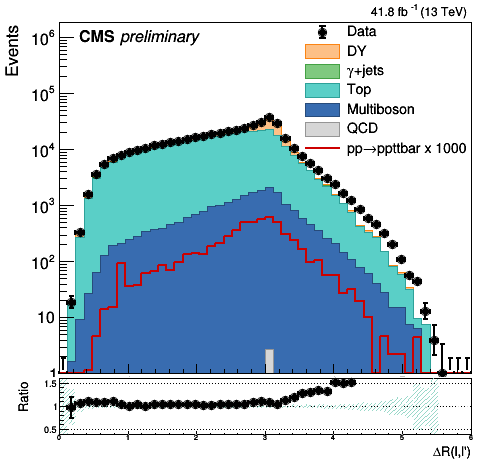 41.8 fb⁻¹ (13 TeV)
CMS preliminary
Events
10⁶
10⁵
10⁴
10³
10²
10
1
Data
DY
γ+jets
Top
Multiboson
QCD
pp→ppttbar x 1000
Ratio
1.5
1
0.5
0 1 2 3 4 5 6
ΔR(l,l')